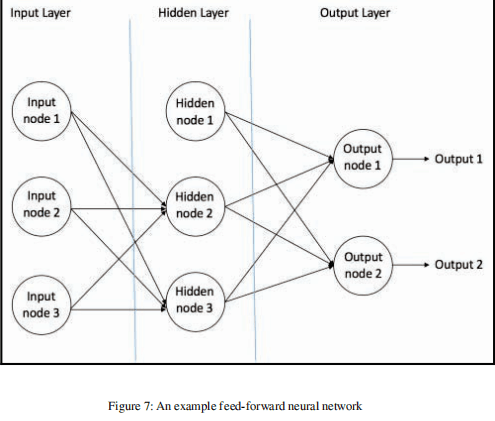 Input Layer
Hidden Layer
Output Layer
Input
node 1
Hidden
node 1
Output
node 1
Output 1
Input
node 2
Hidden
node 2
Output
node 2
Output 2
Input
node 3
Hidden
node 3
Figure 7: An example feed-forward neural network